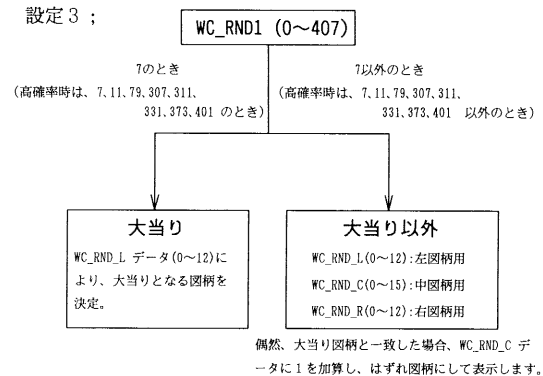 設定3；
WC_RND1 (0～407)
7のとき
(高確率時は、7、11、79、307、311、
331、373、401 のとき)
7以外のとき
(高確率時は、7、11、79、307、311、
331、373、401 以外のとき)
大当り
WC_RND_L データ(0～12)に
より、大当りとなる図柄を
決定。
大当り以外
WC_RND_L(0～12):左図柄用
WC_RND_C(0～15):中図柄用
WC_RND_R(0～12):右図柄用
偶然、大当り図柄と一致した場合、WC_RND_C デ
ータに1を加算し、はずれ図柄にして表示します。